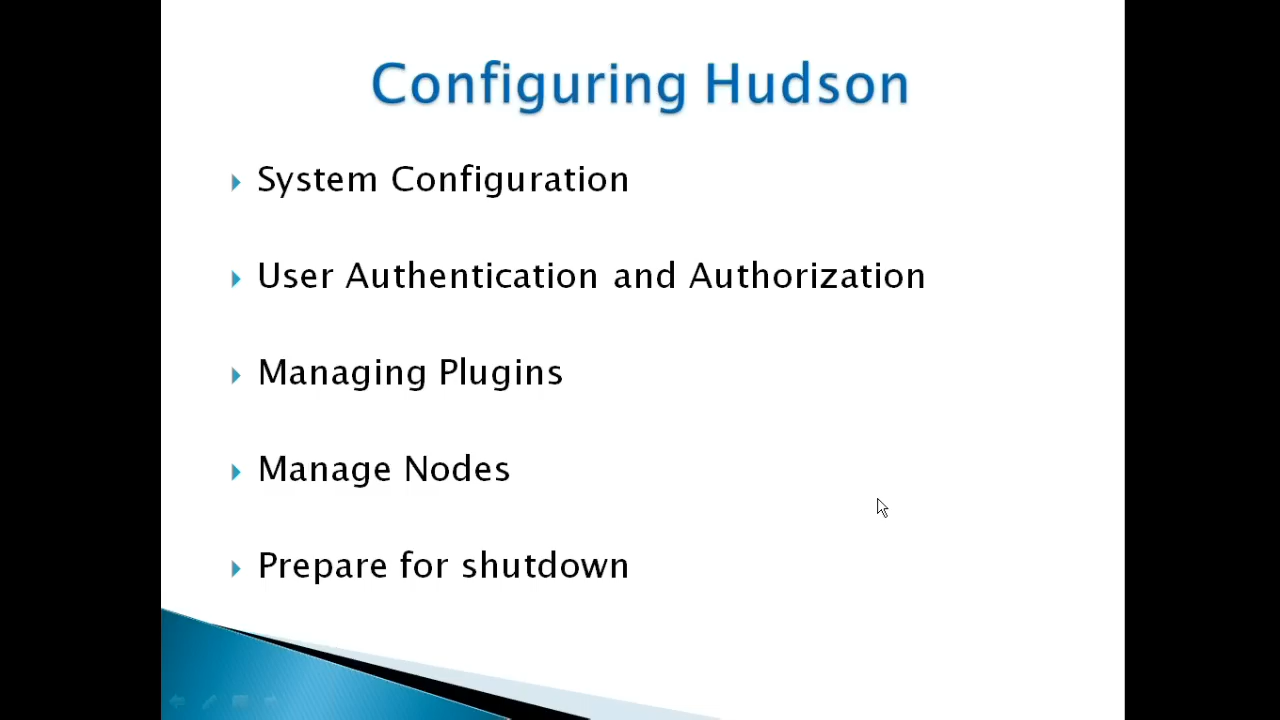 Configuring Hudson
System Configuration
User Authentication and Authorization
Managing Plugins
Manage Nodes
Prepare for shutdown